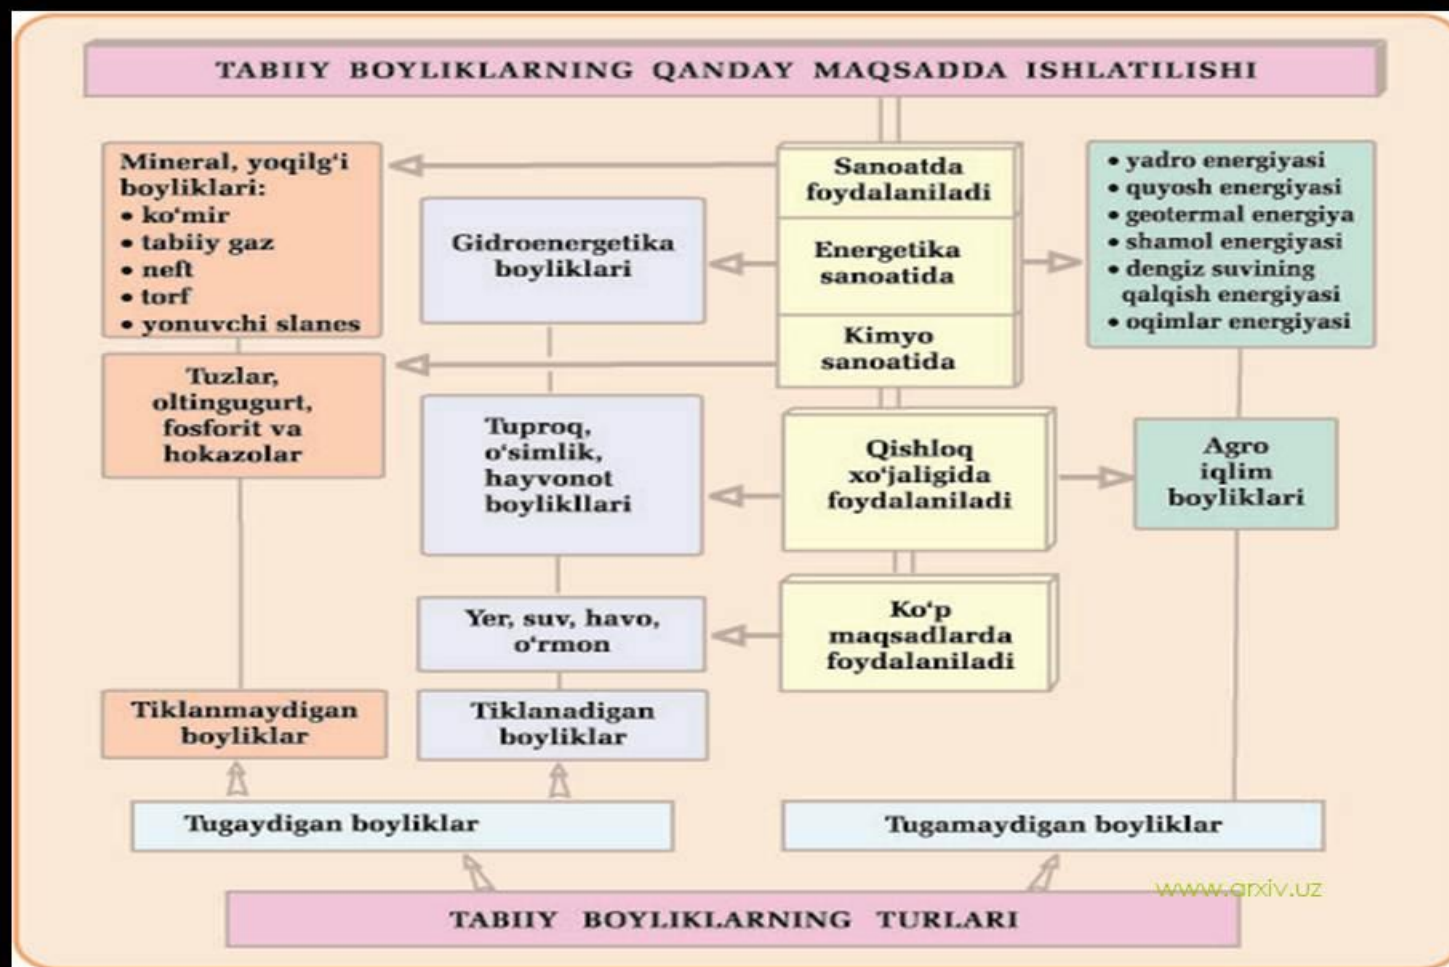 TABIIY BOYLIKLARNING QANDAY MAQSADDA ISHLATILISHI
Mineral, yoqilg‘i
boyliklari:
• ko‘mir
• tabiiy gaz
• neft
• torf
• yonuvchi slanes
Gidroenergetika
boyliklari
Sanoatda
foydalaniladi
Energetika
sanoatida
Kimyo
sanoatida
• yadro energiyasi
• quyosh energiyasi
• geotermal energiya
• shamol energiyasi
• dengiz suvining
qalqish energiyasi
• oqimlar energiyasi
Tuzlar,
oltingugurt,
fosforit va
hokazolar
Tuproq,
o‘simlik,
hayvonot
boylikllari
Qishloq
xo‘jaligida
foydalaniladi
Agro
iqlim
boyliklari
Yer, suv, havo,
o‘rmon
Ko‘p
maqsadlarda
foydalaniladi
Tiklanmaydigan
boyliklar
Tiklanadigan
boyliklar
Tugaydigan boyliklar
Tugamaydigan boyliklar
www.arxiv.uz
TABIIY BOYLIKLARNING TURLARI